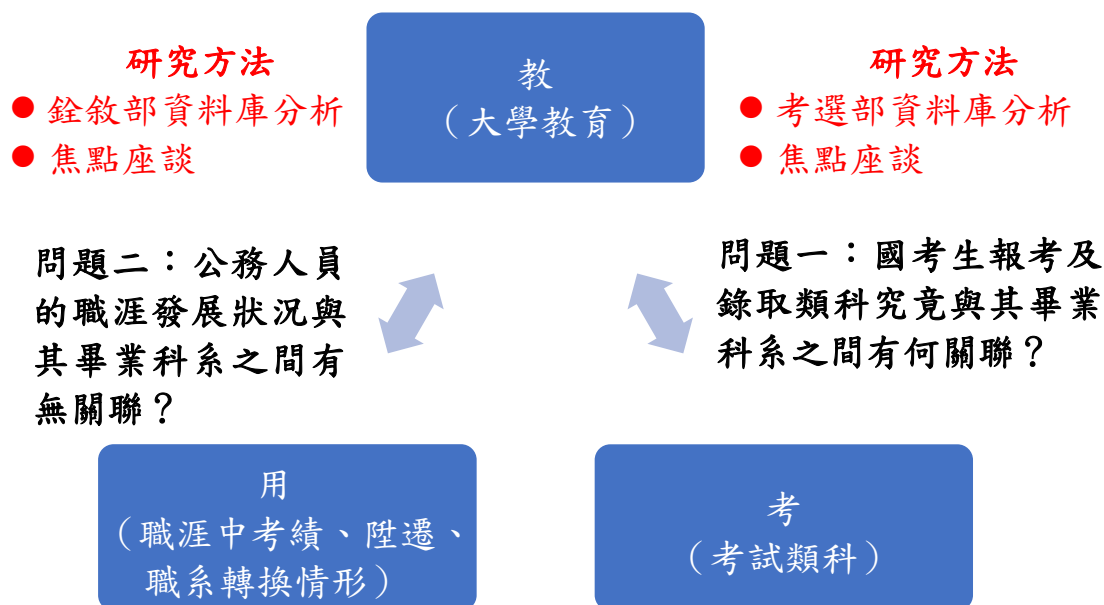 研究方法
● 銓敘部資料庫分析
● 焦點座談
教
（大學教育）
研究方法
● 考選部資料庫分析
● 焦點座談
問題二：公務人員
的職涯發展狀況與
其畢業科系之間有
無關聯？
問題一：國考生報考及
錄取類科究竟與其畢業
科系之間有何關聯？
用
（職涯中考績、陞遷、
職系轉換情形）
考
（考試類科）